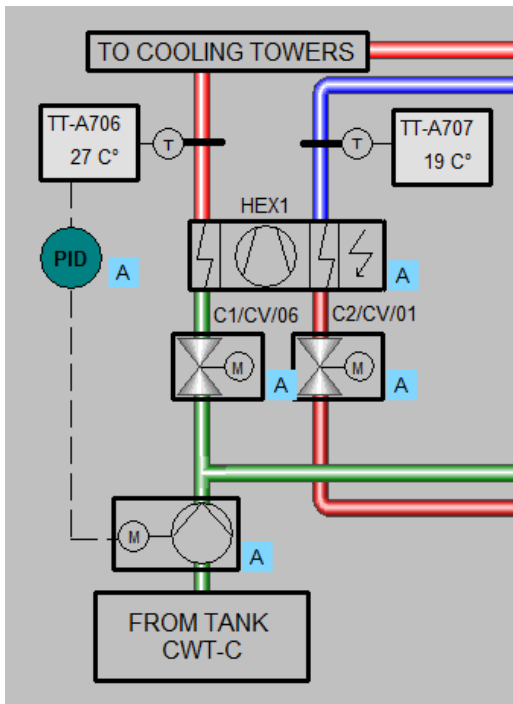 TO COOLING TOWERS
TT-A706
27 C°
T
T
TT-A707
19 C°
HEX1
PID
A
A
C1/CV/06
C2/CV/01
M
A
M
A
M
A
FROM TANK
CWT-C